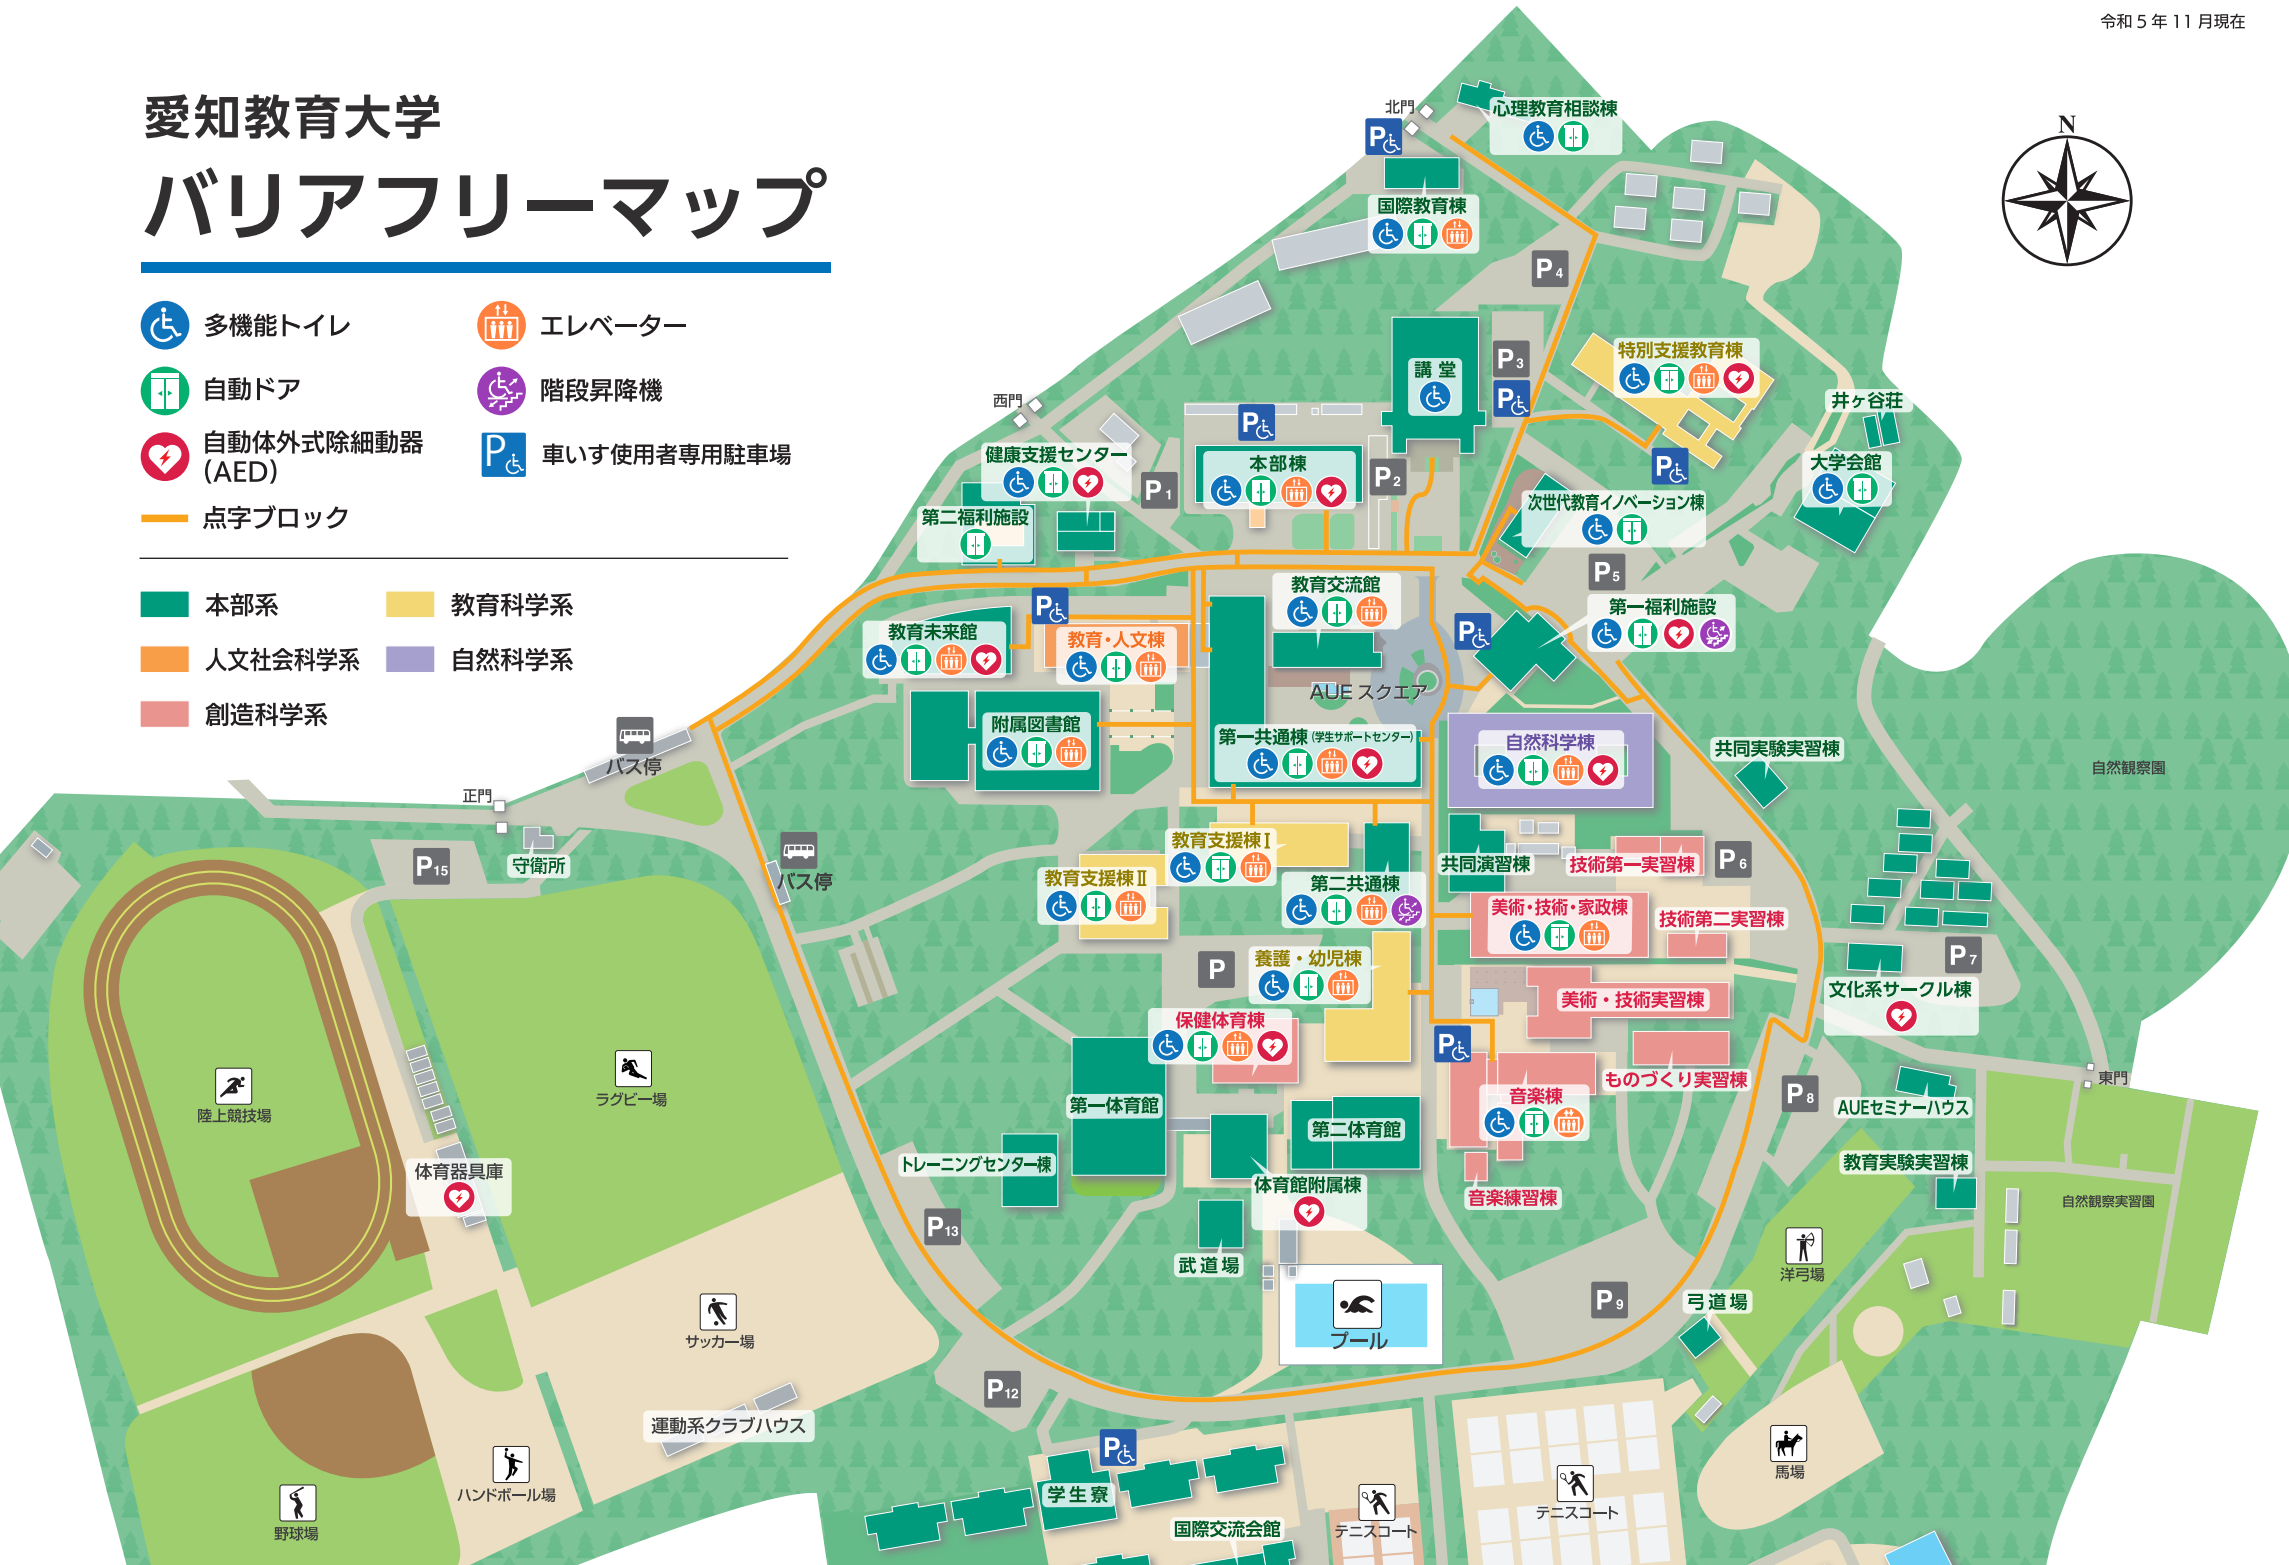 令和5年11月現在
愛知教育大学
バリアフリーマップ
多機能トイレ
エレベーター
自動ドア
階段昇降機
自動体外式除細動器
(AED)
車いす使用者専用駐車場
点字ブロック
本部系
教育科学系
人文社会科学系
自然科学系
創造科学系
N
北門
心理教育相談棟
国際教育棟
P4
講堂
P3
特別支援教育棟
西門
井ヶ谷荘
健康支援センター
本部棟
P1
P2
大学会館
第二福利施設
次世代教育イノベーション棟
P5
教育交流館
第一福利施設
教育未来館
教育・人文棟
AUEスクエア
附属図書館
第一共通棟(学生サポートセンター)
自然科学棟
共同実験実習棟
自然観察園
バス停
正門
守衛所
P15
バス停
教育支援棟Ⅰ
教育支援棟Ⅱ
第二共通棟
共同演習棟
技術第一実習棟
P6
美術・技術・家政棟
技術第二実習棟
P
養護・幼児棟
P7
文化系サークル棟
美術・技術実習棟
保健体育棟
ものづくり実習棟
東門
P8
AUEセミナーハウス
陸上競技場
ラグビー場
第一体育館
第二体育館
音楽棟
トレーニングセンター棟
教育実験実習棟
体育器具庫
体育館附属棟
音楽練習棟
自然観察実習園
P13
武道場
洋弓場
サッカー場
プール
P9
弓道場
P12
運動系クラブハウス
学生寮
国際交流会館
テニスコート
テニスコート
馬場
ハンドボール場
野球場
P
P
P
P
P
P
P
P